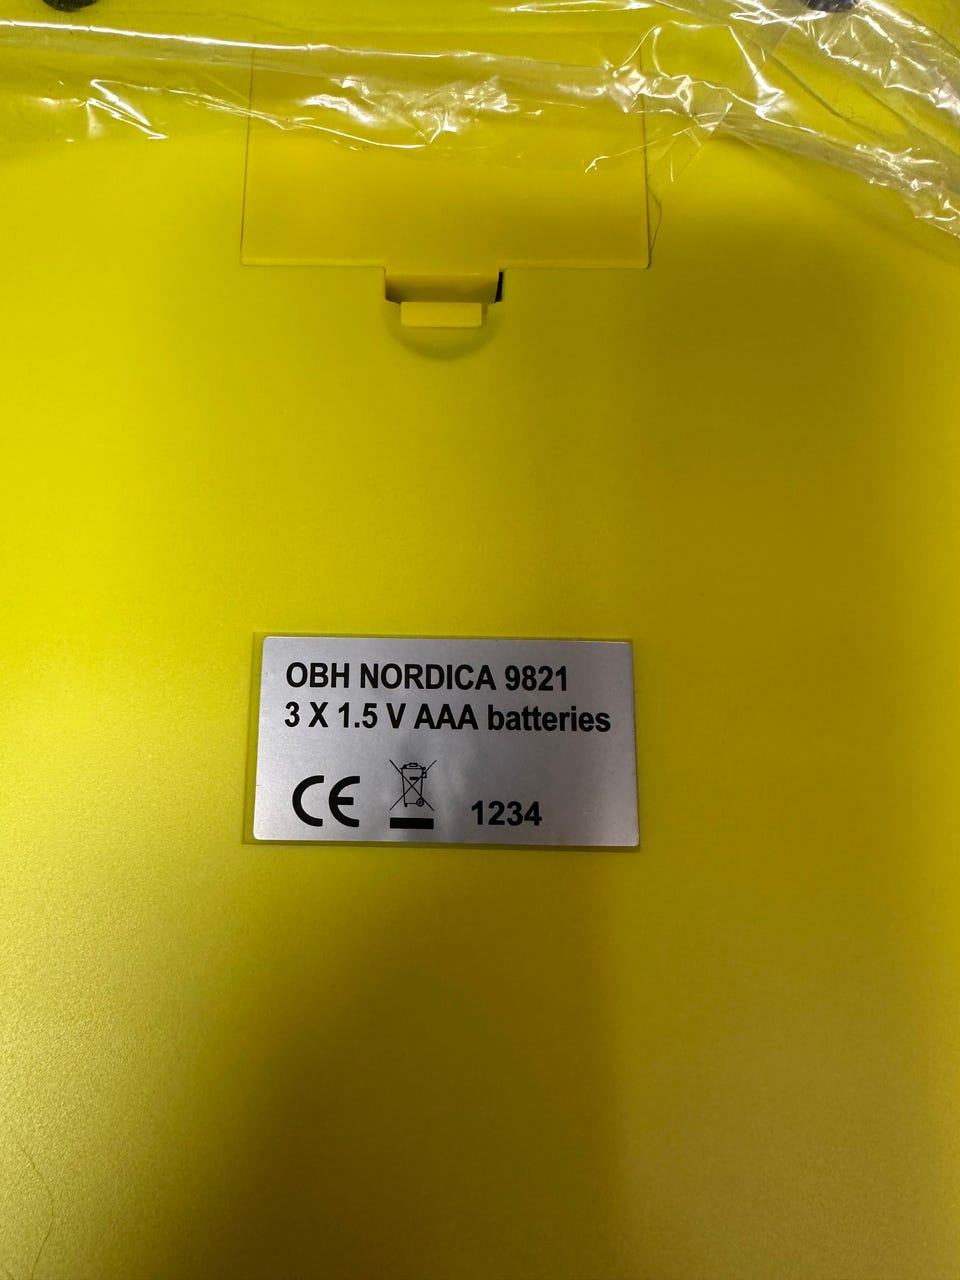 OBH NORDICA 9821
3 X 1.5 V AAA batteries
CE 1234